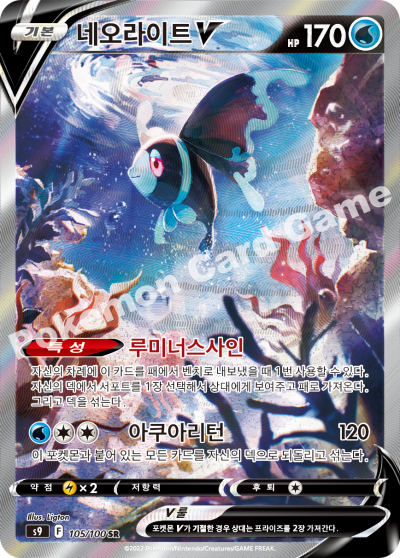 기본 네오라이트V HP 170
특성 루미너스사인
자신의 차례에 이 카드를 패에서 벤치로 내보냈을 때 1번 사용할 수 있다.
자신의 덱에서 서포트를 1장 선택해서 상대에게 보여주고 패로 가져온다.
그리고 덱을 섞는다.
아쿠아리턴 120
이 포켓몬과 붙어 있는 모든 카드를 자신의 덱으로 되돌리고 섞는다.
약점 ×2 저항력 후퇴
Illus. Ligton
V룰
s9 F 105/100 SR
포켓몬 V가 기절한 경우 상대는 프라이즈를 2장 가져간다.
©2022 Pokémon/Nintendo/Creatures/GAME FREAK.
Pokémon Card Game